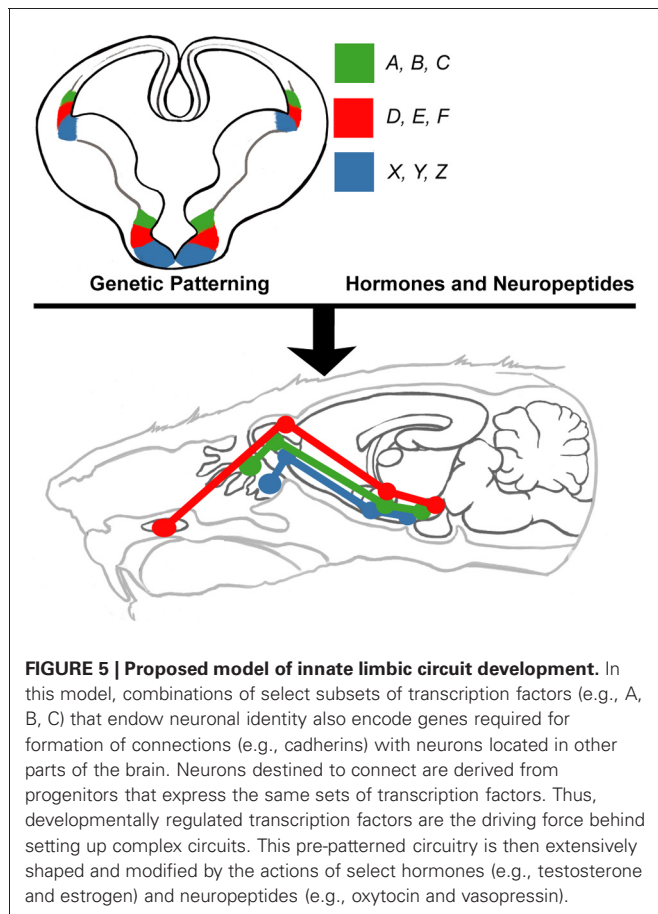 A, B, C
D, E, F
X, Y, Z
Genetic Patterning Hormones and Neuropeptides
FIGURE 5 | Proposed model of innate limbic circuit development. In
this model, combinations of select subsets of transcription factors (e.g., A,
B, C) that endow neuronal identity also encode genes required for
formation of connections (e.g., cadherins) with neurons located in other
parts of the brain. Neurons destined to connect are derived from
progenitors that express the same sets of transcription factors. Thus,
developmentally regulated transcription factors are the driving force behind
setting up complex circuits. This pre-patterned circuitry is then extensively
shaped and modified by the actions of select hormones (e.g., testosterone
and estrogen) and neuropeptides (e.g., oxytocin and vasopressin).